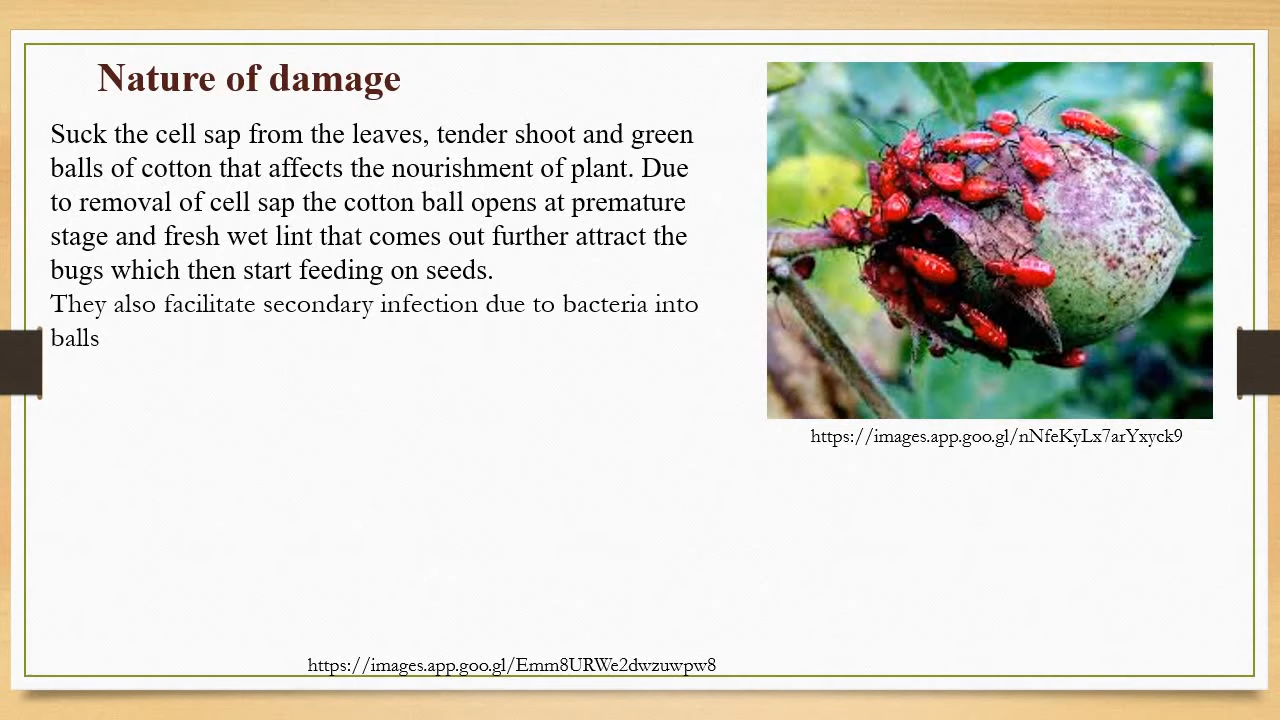 Nature of damage
Suck the cell sap from the leaves, tender shoot and green
balls of cotton that affects the nourishment of plant. Due
to removal of cell sap the cotton ball opens at premature
stage and fresh wet lint that comes out further attract the
bugs which then start feeding on seeds.
They also facilitate secondary infection due to bacteria into
balls
https://images.app.goo.gl/nNfeKyLx7arYxyck9
https://images.app.goo.gl/Emm8URWe2dwzuwpw8